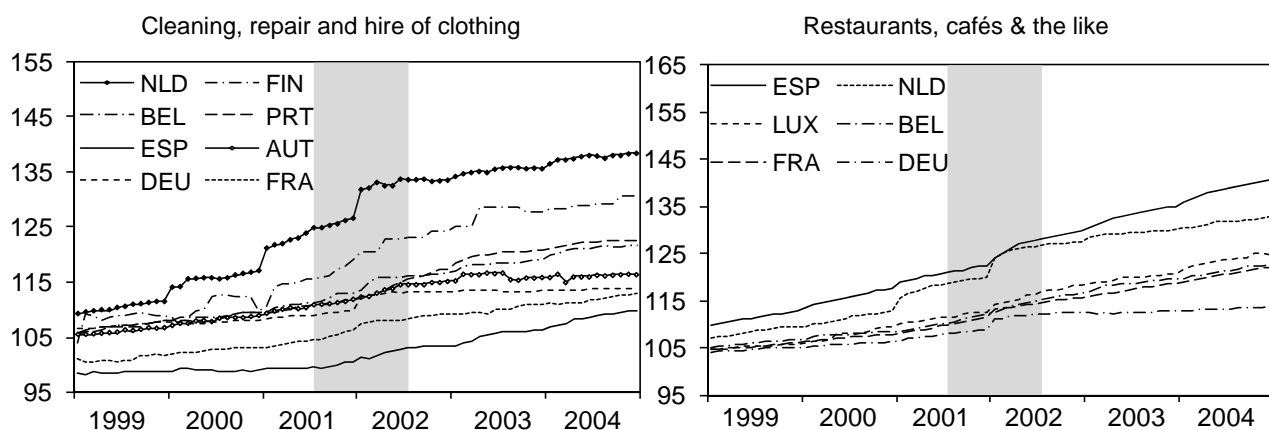 Cleaning, repair and hire of clothing
155
145
135
125
115
105
95
NLD FIN
BEL PRT
ESP AUT
DEU FRA
1999 2000 2001 2002 2003 2004
Restaurants, cafés & the like
165
155
145
135
125
115
105
95
ESP NLD
LUX BEL
FRA DEU
1999 2000 2001 2002 2003 2004